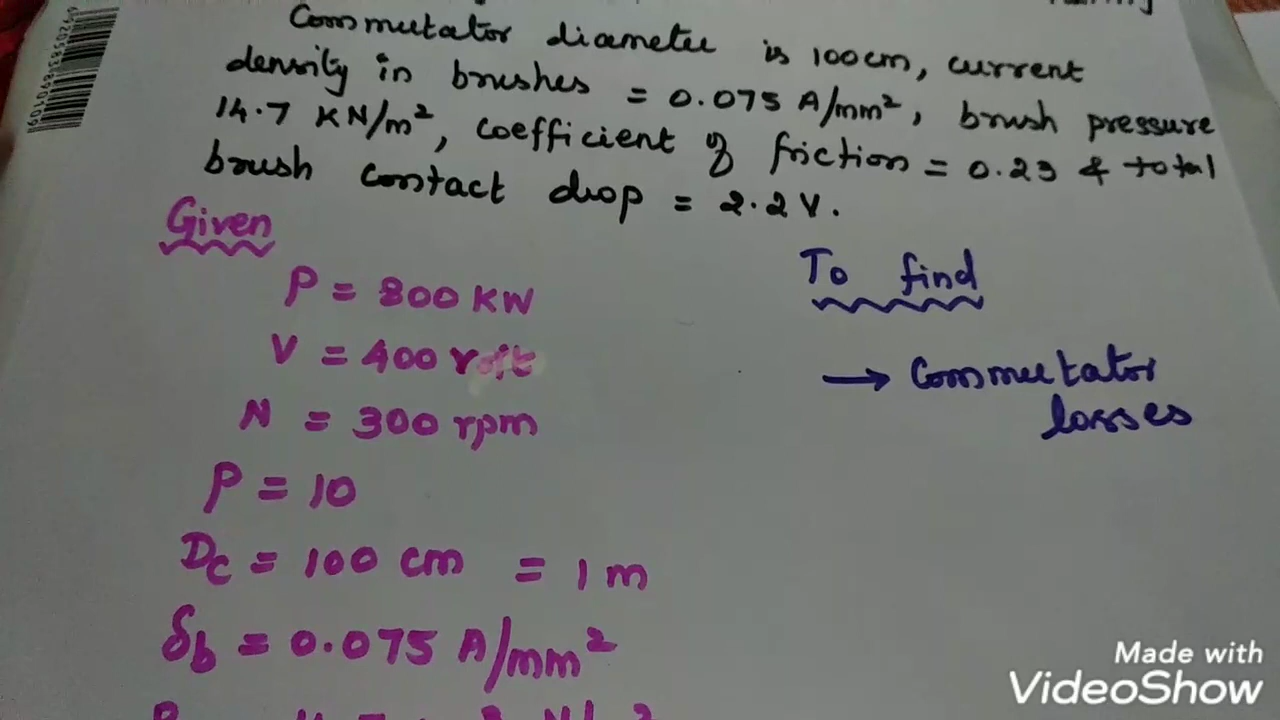 Commutator diameter is 100cm, current
density in brushes = 0.075 A/mm², brush pressure
14.7 KN/m², coefficient of friction = 0.23 & total
brush contact drop = 2.2V.
Given
P = 800 KW
V = 400 volt
N = 300 rpm
P = 10
Dc = 100 cm = 1 m
δb = 0.075 A/mm²
To find
→ Commutator
losses
Made with
VideoShow